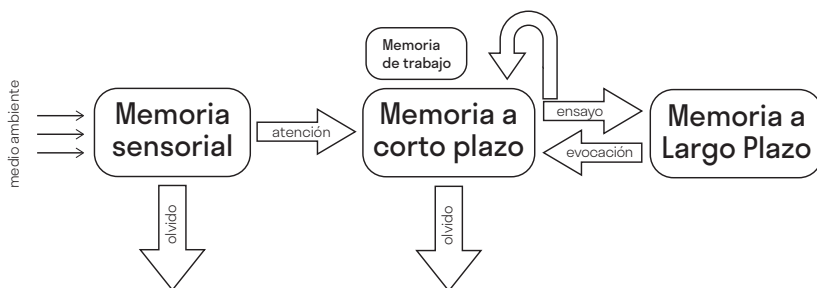 Memoria
de trabajo
medio ambiente
Memoria
sensorial
atención
Memoria a
corto plazo
ensayo
evocación
Memoria a
Largo Plazo
olvido
olvido